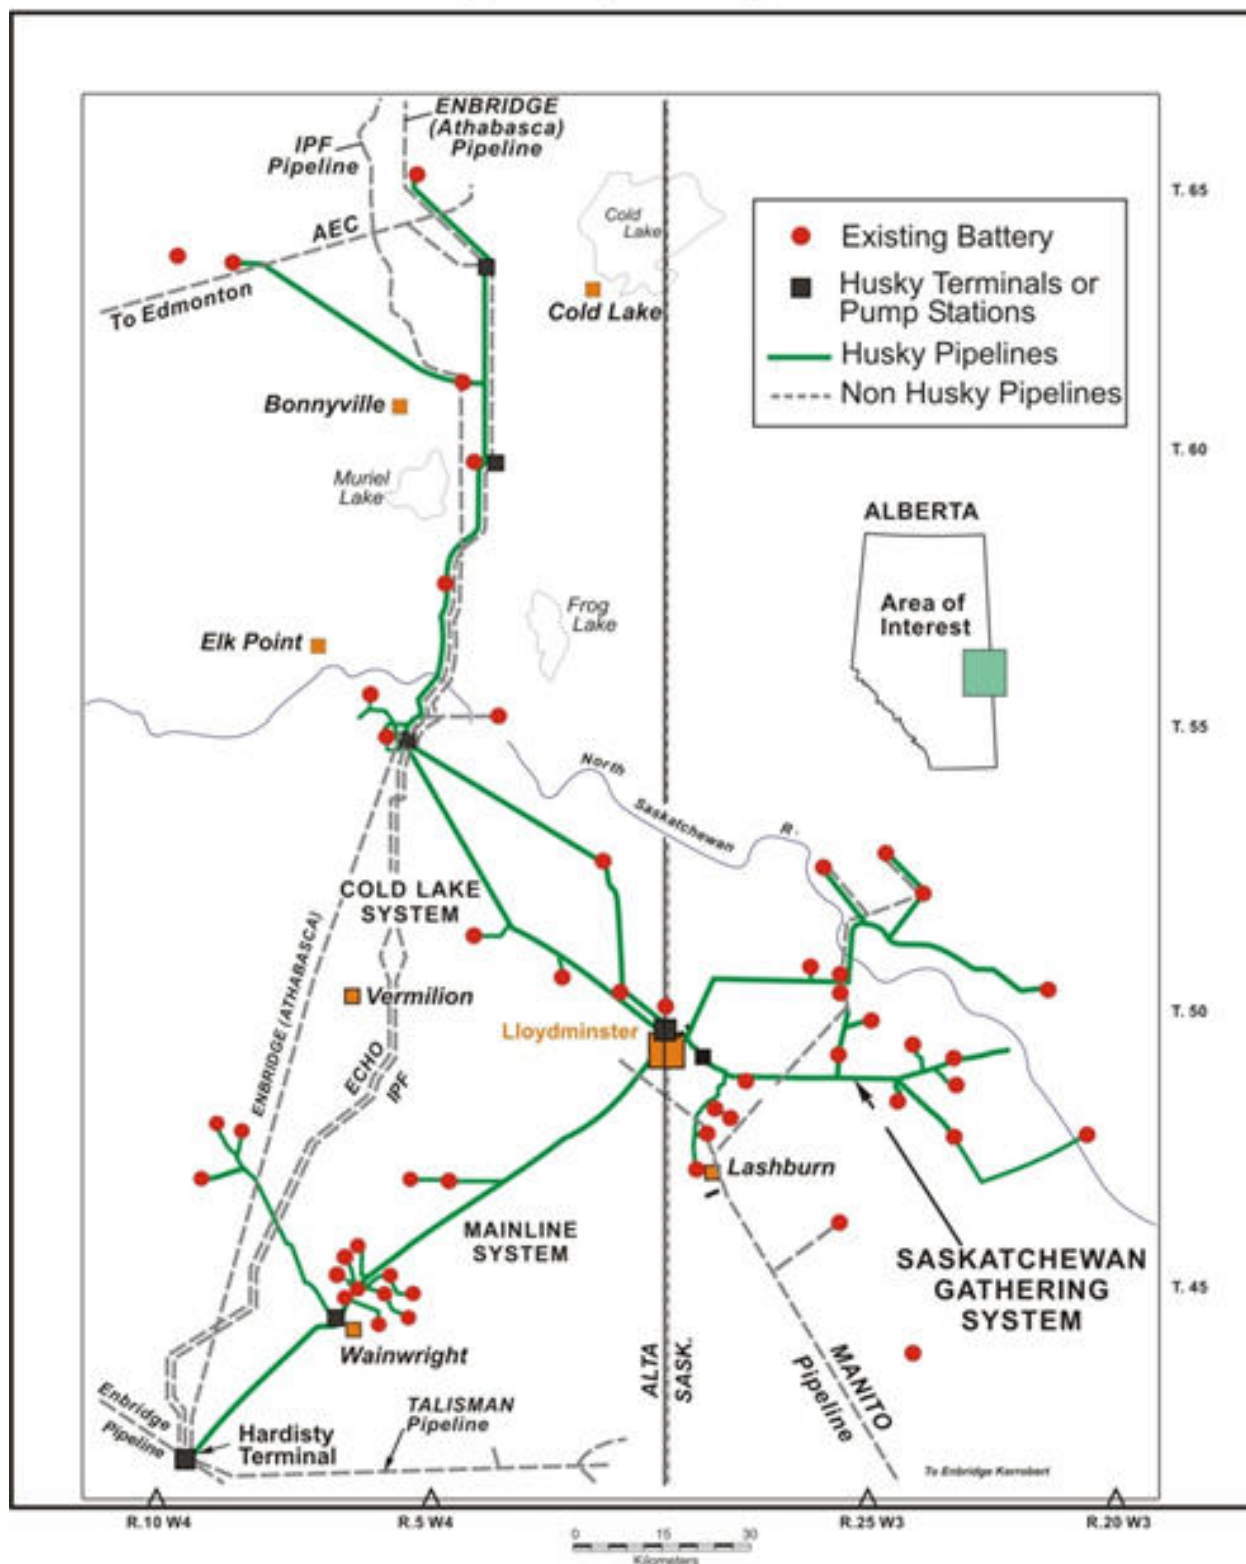 ENBRIDGE
(Athabasca)
Pipeline
IPF
Pipeline
AEC
To Edmonton
Cold
Lake
Cold Lake
T. 65
Existing Battery
Husky Terminals or
Pump Stations
Husky Pipelines
Non Husky Pipelines
Bonnyville
T. 60
Muriel
Lake
ALBERTA
Area of
Interest
Frog
Lake
Elk Point
T. 55
North
Saskatchewan
R.
COLD LAKE
SYSTEM
ENBRIDGE (ATHABASCA)
Vermilion
Lloydminster
T. 50
ECHO
IPF
Lashburn
MAINLINE
SYSTEM
SASKATCHEWAN
GATHERING
SYSTEM
T. 45
Wainwright
ALTA
SASK.
MANITO
Pipeline
Enbridge
Pipeline
Hardisty
Terminal
TALISMAN
Pipeline
To Enbridge Kerrobert
R.10 W4
R.5 W4
R.25 W3
R.20 W3
0 15 30
Kilometers